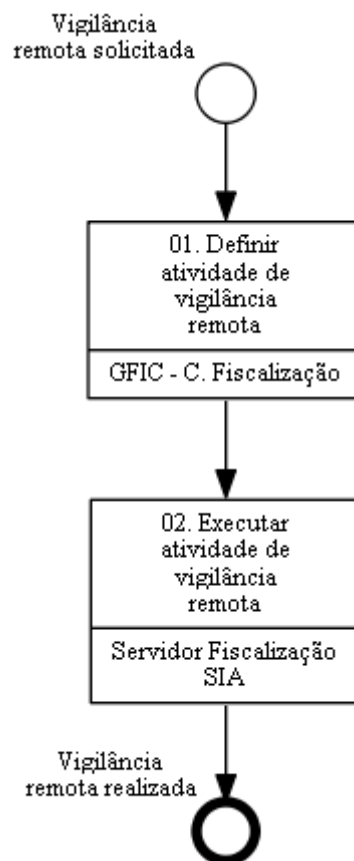 Vigilância
remota solicitada
01. Definir
atividade de
vigilância
remota
GFIC - C. Fiscalização
02. Executar
atividade de
vigilância
remota
Servidor Fiscalização
SIA
Vigilância
remota realizada